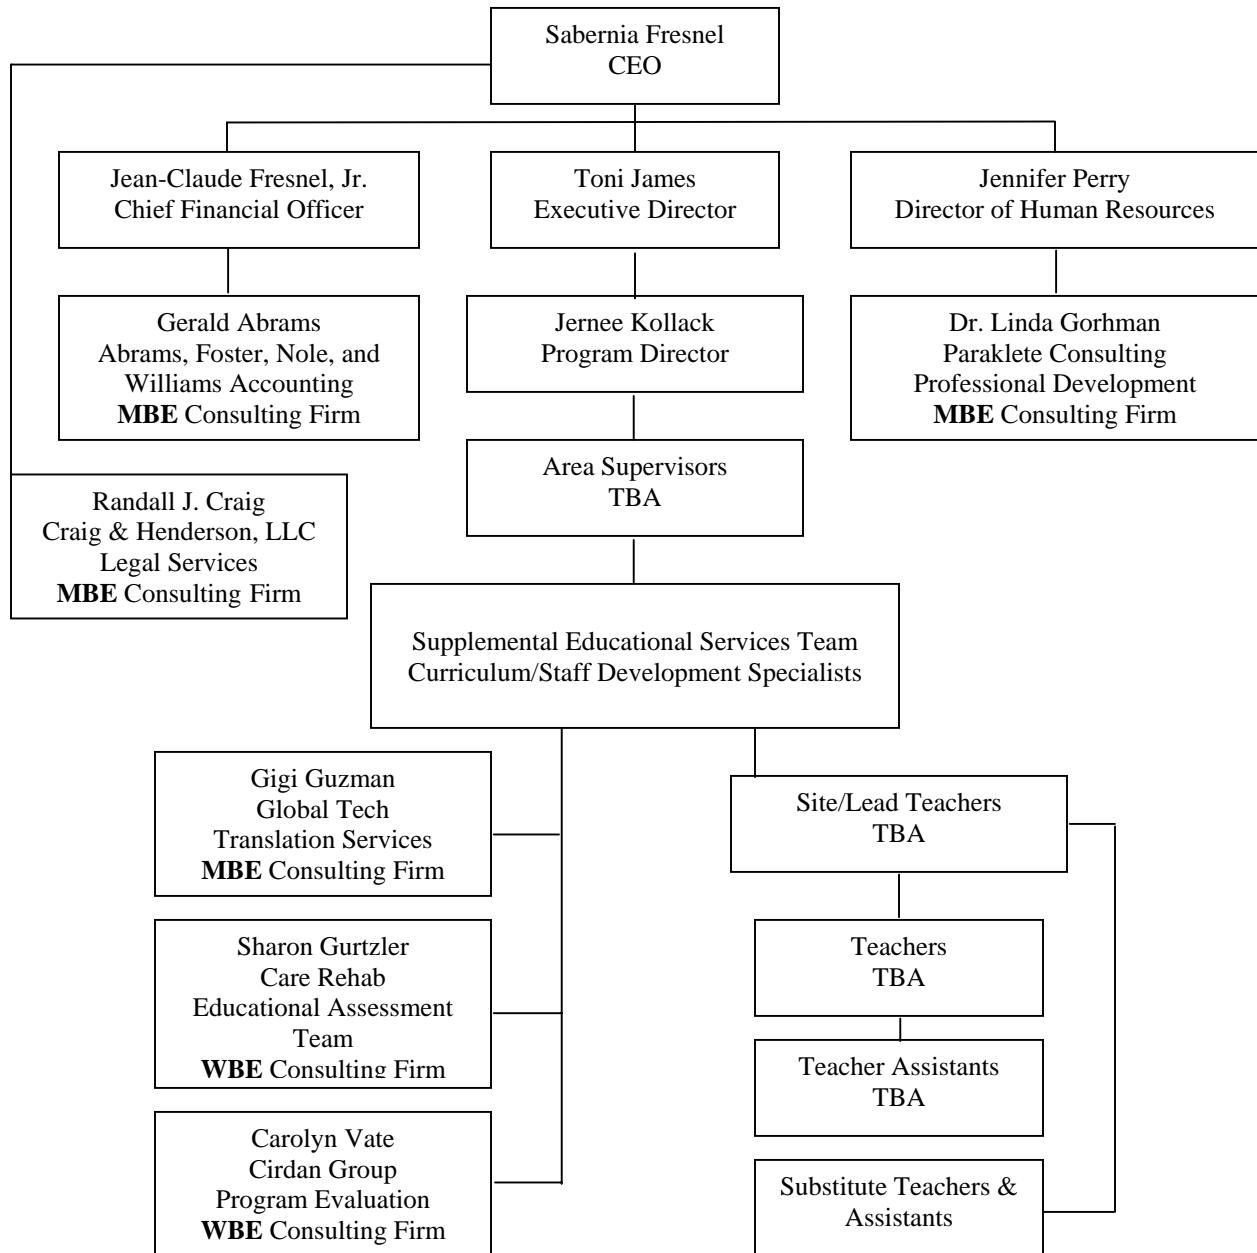 Sabernia Fresnel
CEO
Jean-Claude Fresnel, Jr.
Chief Financial Officer
Toni James
Executive Director
Jennifer Perry
Director of Human Resources
Gerald Abrams
Abrams, Foster, Nole, and
Williams Accounting
MBE Consulting Firm
Jernee Kollack
Program Director
Dr. Linda Gorhman
Paraklete Consulting
Professional Development
MBE Consulting Firm
Area Supervisors
TBA
Randall J. Craig
Craig & Henderson, LLC
Legal Services
MBE Consulting Firm
Supplemental Educational Services Team
Curriculum/Staff Development Specialists
Gigi Guzman
Global Tech
Translation Services
MBE Consulting Firm
Site/Lead Teachers
TBA
Sharon Gurtzler
Care Rehab
Educational Assessment
Team
WBE Consulting Firm
Teachers
TBA
Teacher Assistants
TBA
Carolyn Vate
Cirdan Group
Program Evaluation
WBE Consulting Firm
Substitute Teachers &
Assistants